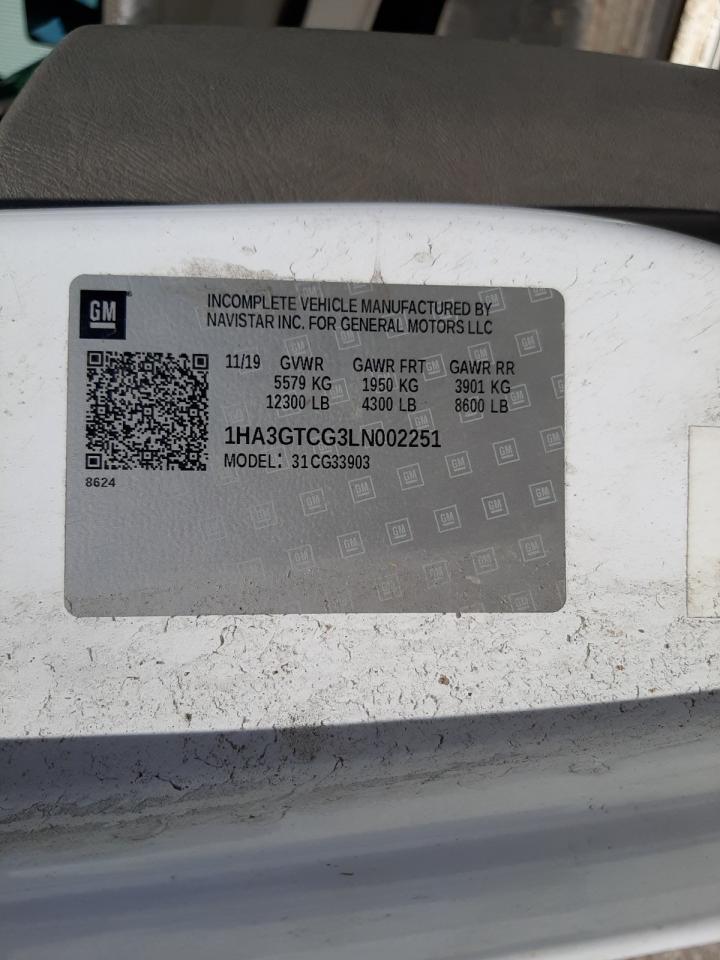 GM
INCOMPLETE VEHICLE MANUFACTURED BY
NAVISTAR INC. FOR GENERAL MOTORS LLC
11/19 GVWR GAWR FRT GAWR RR
5579 KG 1950 KG 3901 KG
12300 LB 4300 LB 8600 LB
1HA3GTCG3LN002251
MODEL: 31CG33903
8624